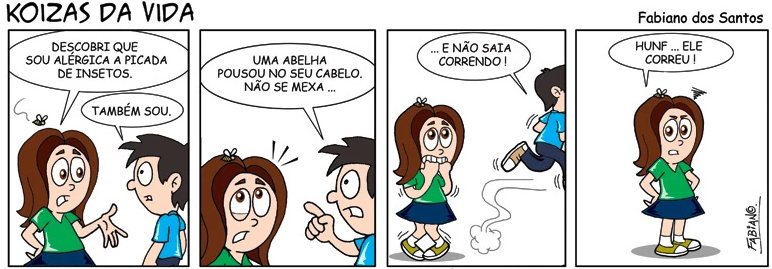 KOIZAS DA VIDA
Fabiano dos Santos
DESCOBRI QUE
SOU ALÉRGICA A PICADA
DE INSETOS.
TAMBÉM SOU.
UMA ABELHA
POUSOU NO SEU CABELO.
NÃO SE MEXA ...
... E NÃO SAIA
CORRENDO !
HUNF ... ELE
CORREU !
FABIANO